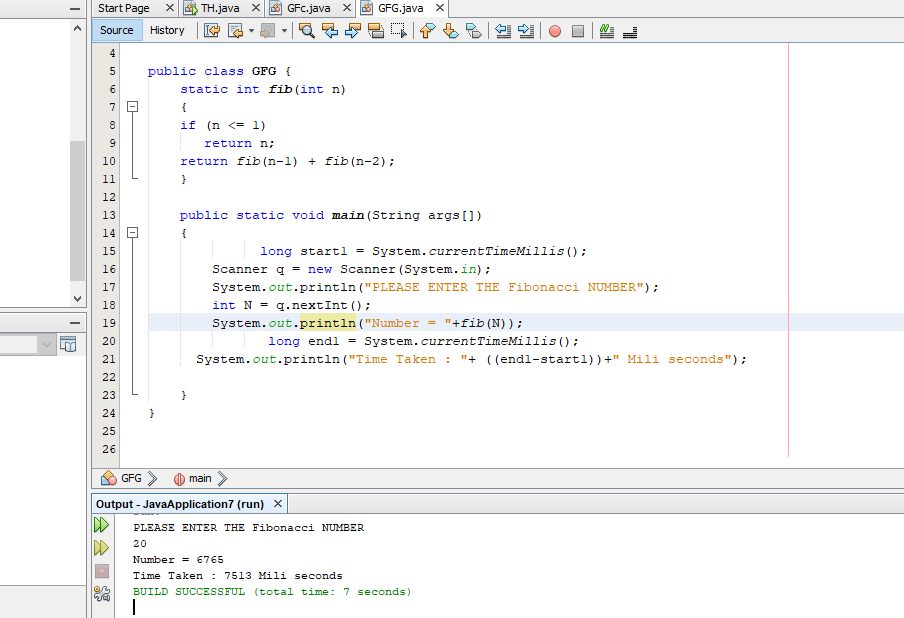 Start Page TH.java GFc.java GFG.java
Source History
4
5 public class GFG {
6 static int fib(int n)
7 {
8 if (n <= 1)
9 return n;
10 return fib(n-1) + fib(n-2);
11 }
12
13 public static void main(String args[])
14 {
15 long start1 = System.currentTimeMillis();
16 Scanner q = new Scanner(System.in);
17 System.out.println("PLEASE ENTER THE Fibonacci NUMBER");
18 int N = q.nextInt();
19 System.out.println("Number = "+fib(N));
20 long end1 = System.currentTimeMillis();
21 System.out.println("Time Taken : "+ ((end1-start1))+" Mili seconds");
22
23 }
24 }
25
26
GFG main
Output - JavaApplication7 (run)
PLEASE ENTER THE Fibonacci NUMBER
20
Number = 6765
Time Taken : 7513 Mili seconds
BUILD SUCCESSFUL (total time: 7 seconds)